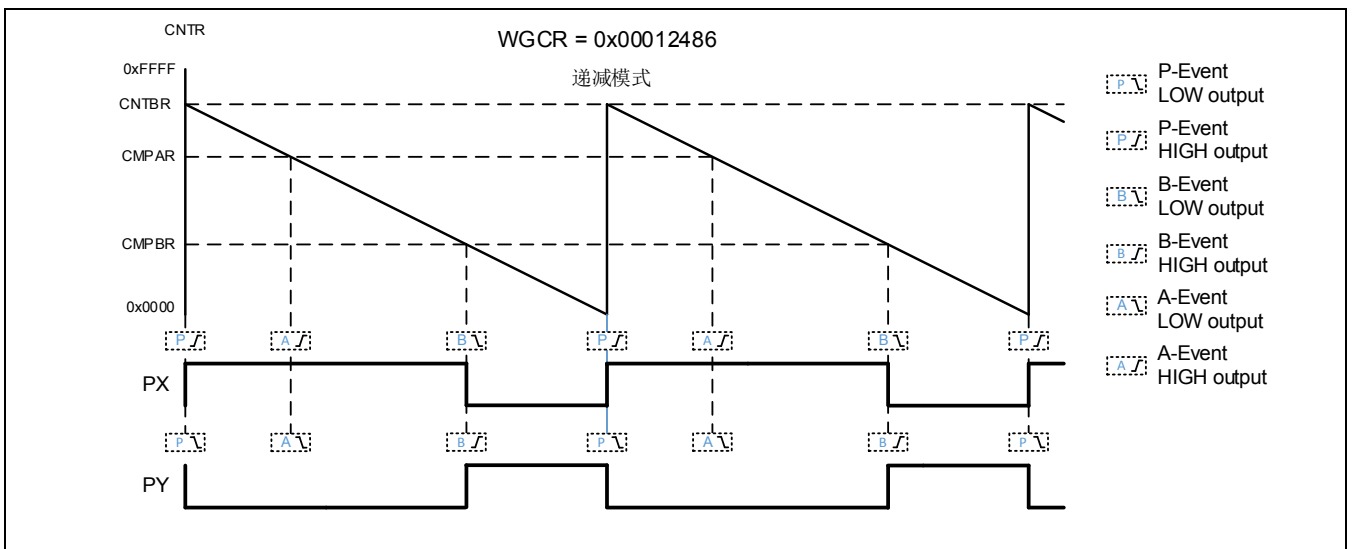 CNTR
WGCR = 0x00012486
递减模式
0xFFFF
CNTBR
CMPAR
CMPBR
0x0000
P A B P A B P
PX
P A B P A B P
PY
P P-Event
LOW output
P P-Event
HIGH output
B B-Event
LOW output
B B-Event
HIGH output
A A-Event
LOW output
A A-Event
HIGH output